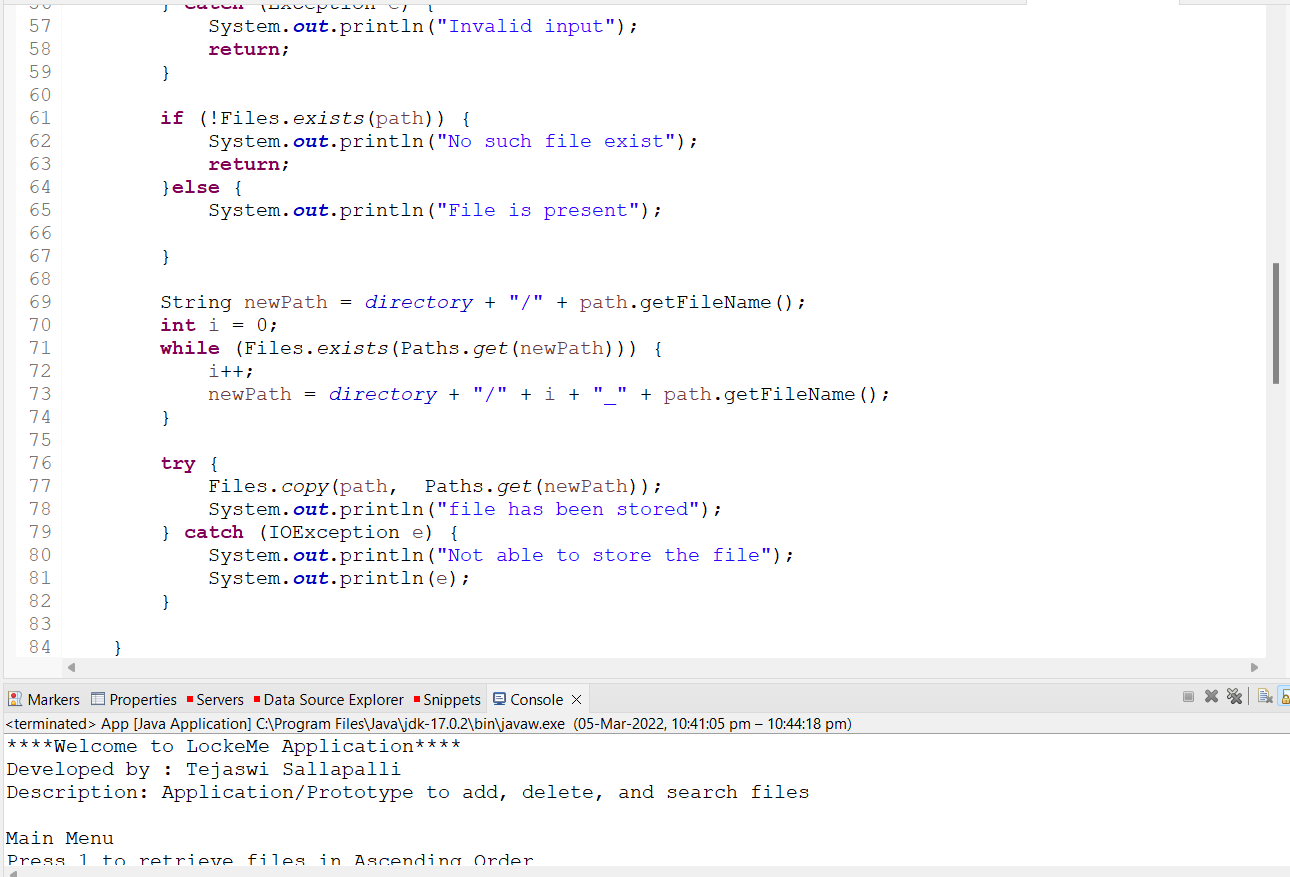 56 } catch (Exception e) {
57 System.out.println("Invalid input");
58 return;
59 }
60
61 if (!Files.exists(path)) {
62 System.out.println("No such file exist");
63 return;
64 }else {
65 System.out.println("File is present");
66
67 }
68
69 String newPath = directory + "/" + path.getFileName();
70 int i = 0;
71 while (Files.exists(Paths.get(newPath))) {
72 i++;
73 newPath = directory + "/" + i + "_" + path.getFileName();
74 }
75
76 try {
77 Files.copy(path,  Paths.get(newPath));
78 System.out.println("file has been stored");
79 } catch (IOException e) {
80 System.out.println("Not able to store the file");
81 System.out.println(e);
82 }
83
84 }
Markers Properties Servers Data Source Explorer Snippets Console
<terminated> App [Java Application] C:\Program Files\Java\jdk-17.0.2\bin\javaw.exe (05-Mar-2022, 10:41:05 pm – 10:44:18 pm)
****Welcome to LockeMe Application****
Developed by : Tejaswi Sallapalli
Description: Application/Prototype to add, delete, and search files
Main Menu
Press 1 to retrieve files in Ascending Order